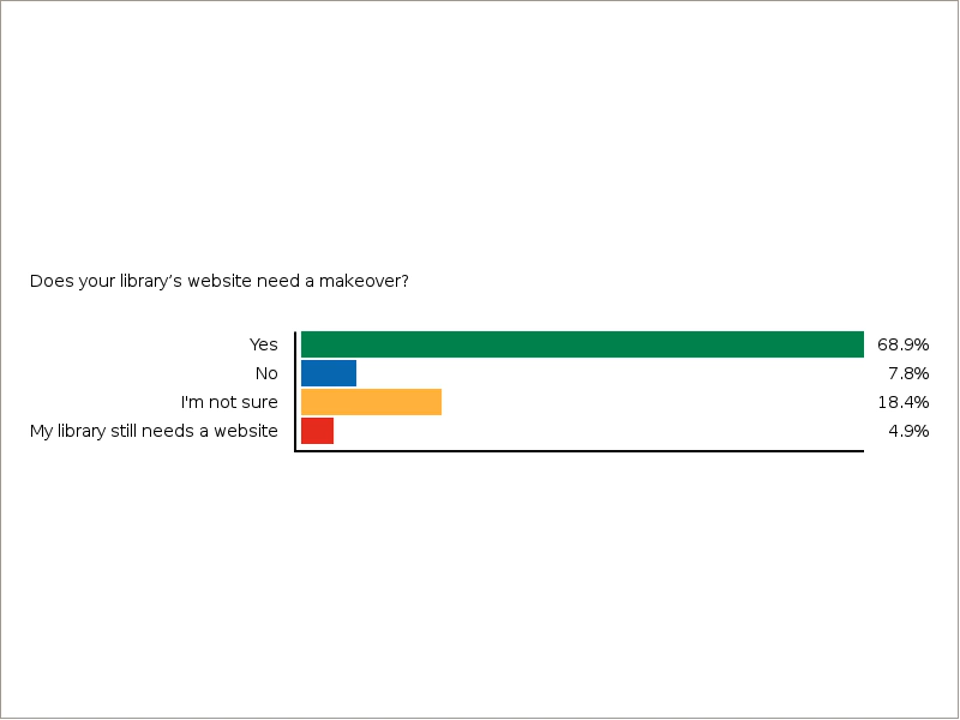 Does your library’s website need a makeover?
Yes 68.9%
No 7.8%
I'm not sure 18.4%
My library still needs a website 4.9%